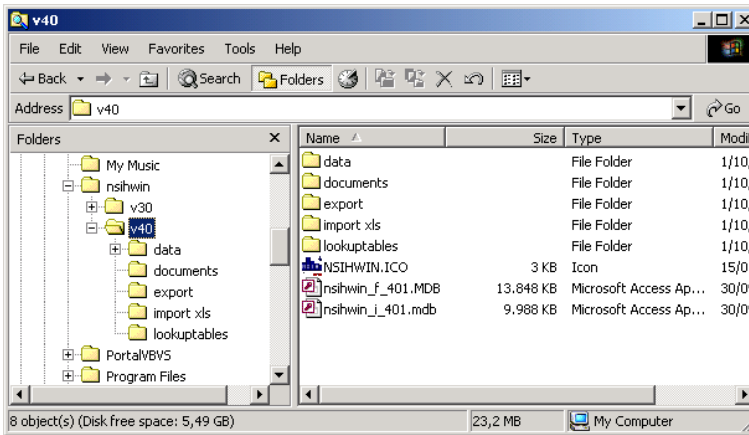 v40
File Edit View Favorites Tools Help
Back Search Folders
Address v40 Go
Folders
My Music
nsihwin
v30
v40
data
documents
export
import xls
lookuptables
PortalVBVS
Program Files
Name Size Type Modi
data File Folder 1/10,
documents File Folder 1/10,
export File Folder 1/10,
import xls File Folder 1/10,
lookuptables File Folder 1/10,
NSIHWIN.ICO 3 KB Icon 15/0
nsihwin_f_401.MDB 13.848 KB Microsoft Access Ap... 30/09
nsihwin_i_401.mdb 9.988 KB Microsoft Access Ap... 30/09
8 object(s) (Disk free space: 5,49 GB) 23,2 MB My Computer